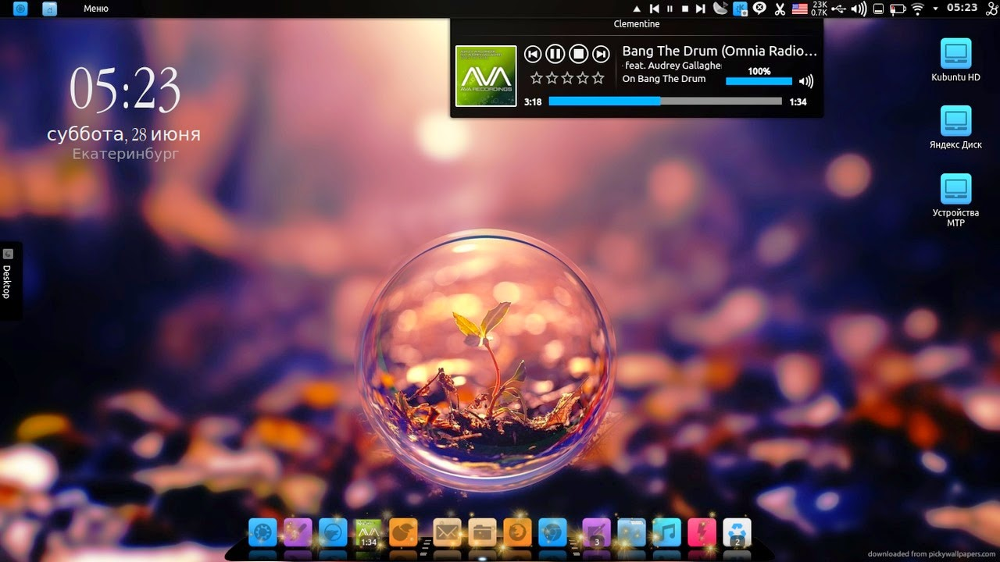 Меню
23K
0.7K
05:23
Clementine
Bang The Drum (Omnia Radio…
feat. Audrey Gallaghe
On Bang The Drum
100%
3:18
1:34
AVA
AVA RECORDINGS
05:23
суббота, 28 июня
Екатеринбург
Kubuntu HD
Яндекс Диск
Устройства
MTP
Desktop
AVA
1:34
3
2
downloaded from pickywallpapers.com